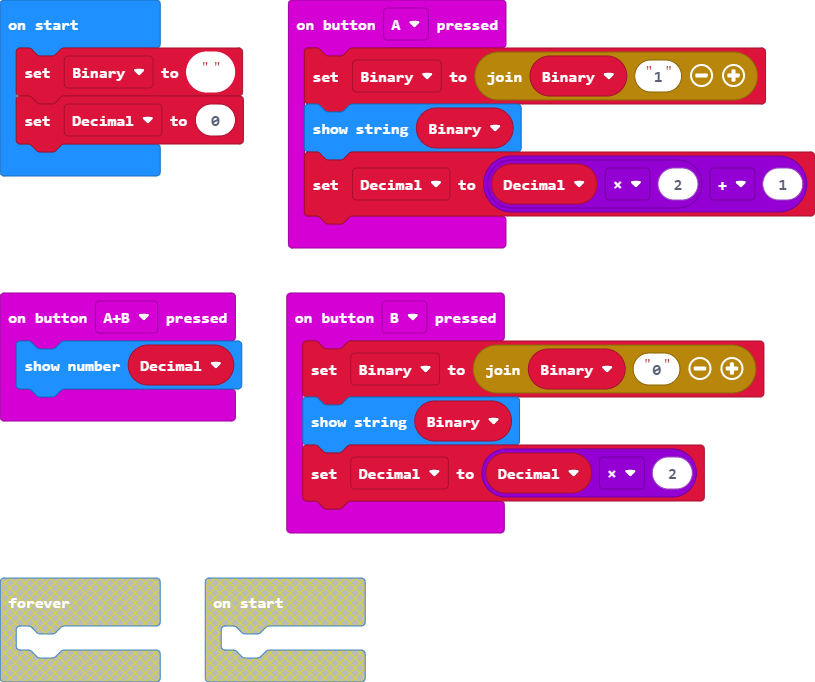 on start
set Binary to " "
set Decimal to 0
on button A pressed
set Binary to join Binary "1"
show string Binary
set Decimal to Decimal × 2 + 1
on button A+B pressed
show number Decimal
on button B pressed
set Binary to join Binary "0"
show string Binary
set Decimal to Decimal × 2
forever
on start